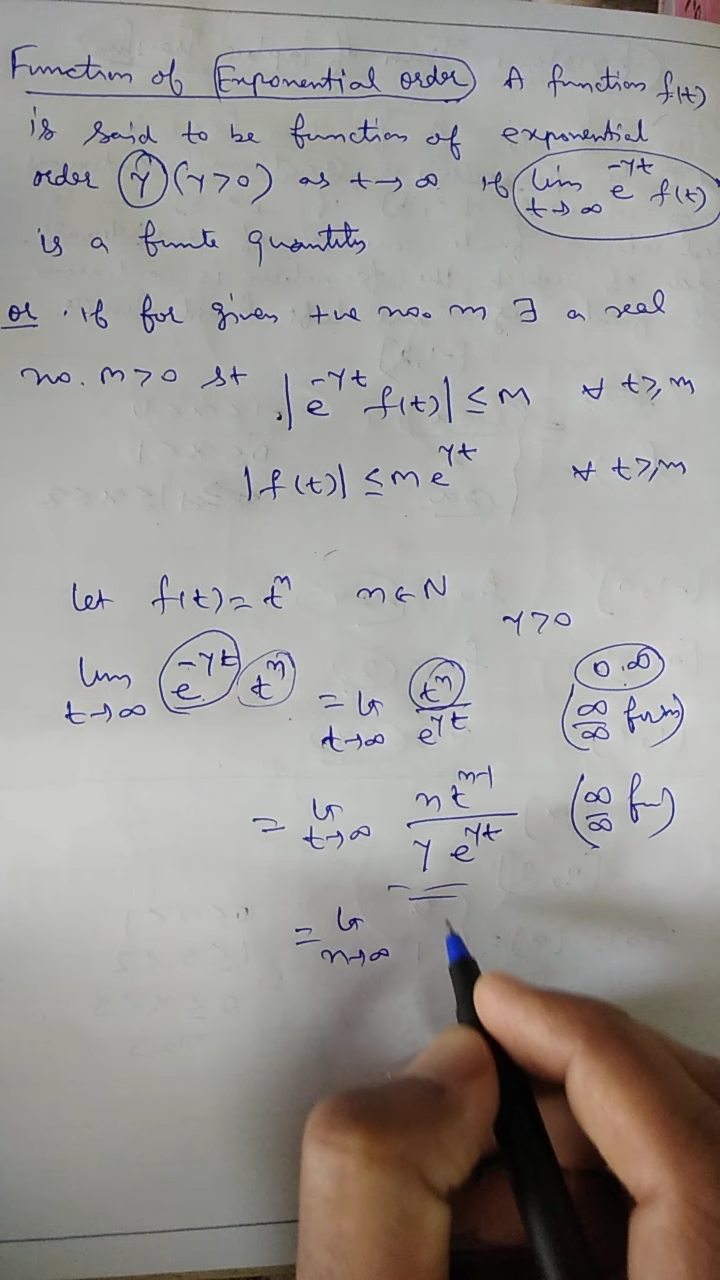 Function of Exponential order A function f(t)
is said to be function of exponential
order γ (γ>0) as t→∞ if lim t→∞ e^{-γt} f(t)
is a finite quantity
or . if for given +ve no. m ∃ a real
no. M>0 st |e^{-γt} f(t)| ≤ M ∀ t≥m
|f(t)| ≤ M e^{γt} ∀ t≥m
let f(t) = t^n n∈N
γ>0
lim t→∞ e^{-γt} t^n = lt t→∞ t^n / e^{γt} 0.∞ (∞/∞ form)
= lt t→∞ n t^{n-1} / γ e^{γt} (∞/∞ fm)
= lt n→∞